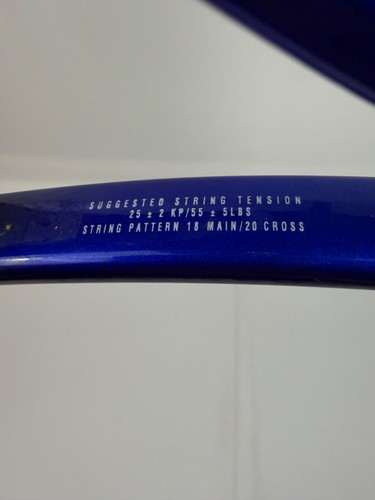 SUGGESTED STRING TENSION
25 ± 2 KP/55 ± 5LBS
STRING PATTERN 18 MAIN/20 CROSS